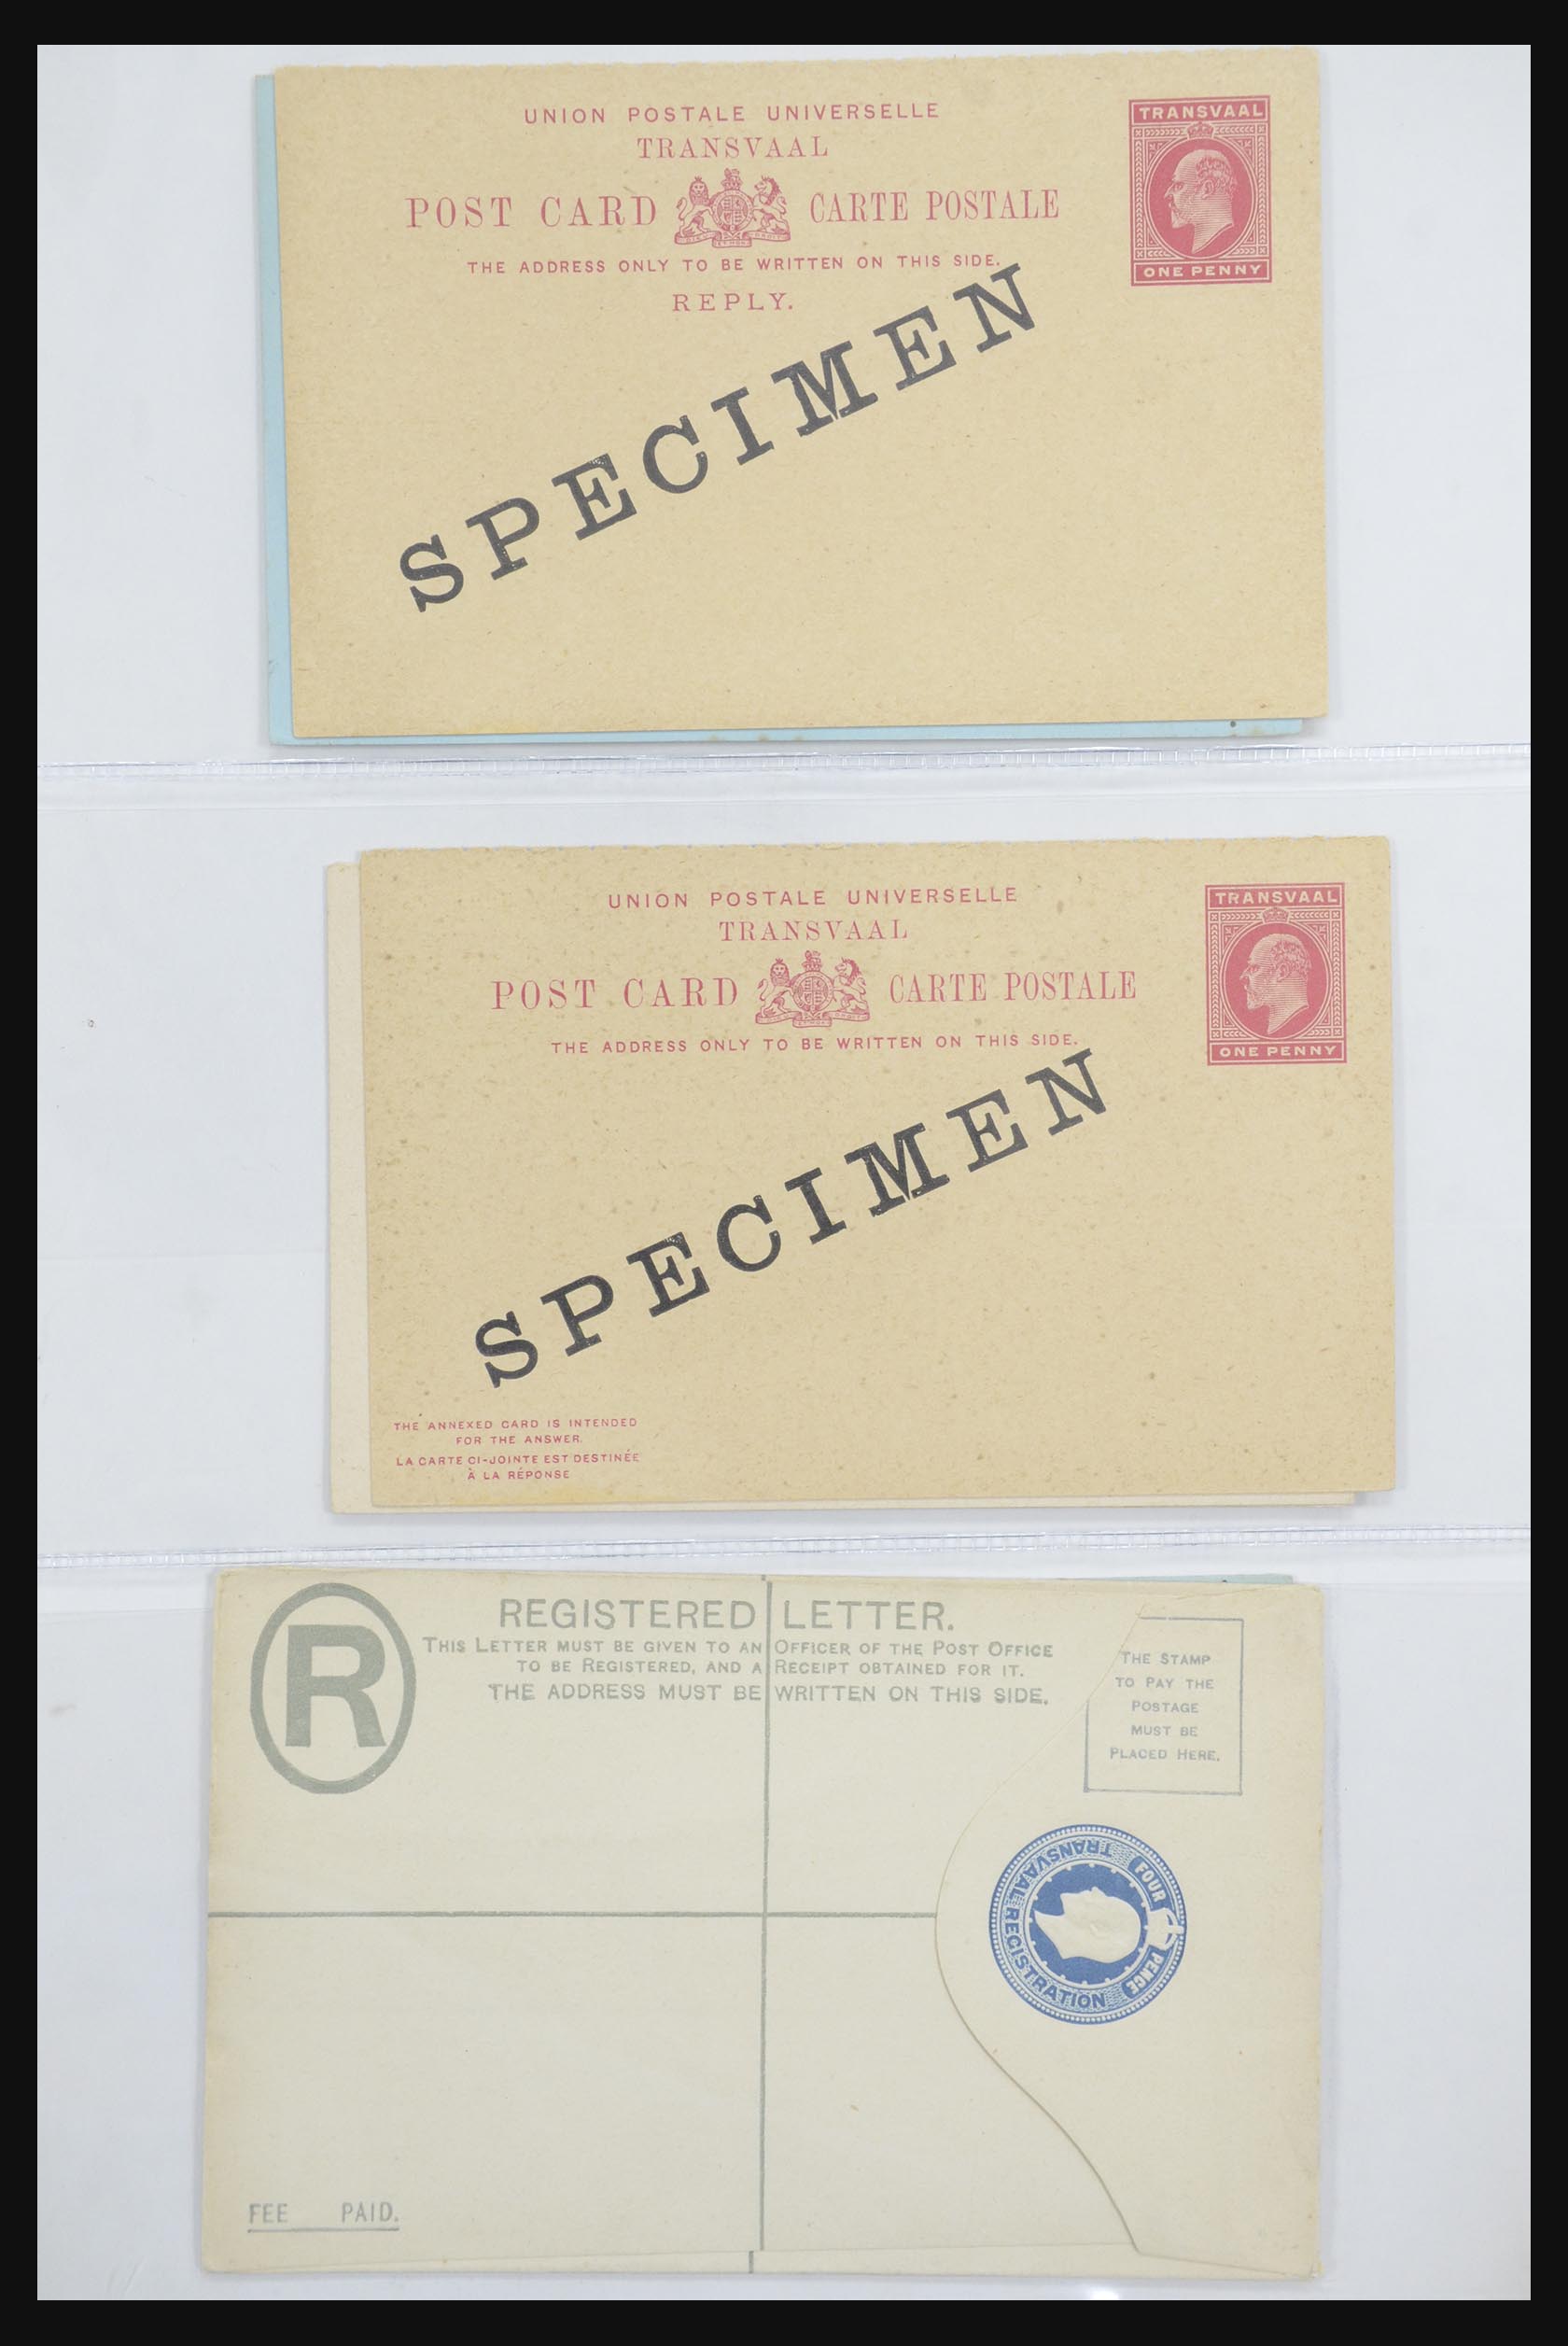 UNION POSTALE UNIVERSELLE
TRANSVAAL
TRANSVAAL
POST CARD CARTE POSTALE
THE ADDRESS ONLY TO BE WRITTEN ON THIS SIDE.
ONE PENNY
REPLY.
SPECIMEN
UNION POSTALE UNIVERSELLE
TRANSVAAL
TRANSVAAL
POST CARD CARTE POSTALE
THE ADDRESS ONLY TO BE WRITTEN ON THIS SIDE.
ONE PENNY
SPECIMEN
THE ANNEXED CARD IS INTENDED
FOR THE ANSWER.
LA CARTE CI-JOINTE EST DESTINÉE
À LA RÉPONSE
R
REGISTERED LETTER.
THIS LETTER MUST BE GIVEN TO AN OFFICER OF THE POST OFFICE
TO BE REGISTERED, AND A RECEIPT OBTAINED FOR IT.
THE ADDRESS MUST BE WRITTEN ON THIS SIDE.
THE STAMP
TO PAY THE
POSTAGE
MUST BE
PLACED HERE.
TRANSVAAL REGISTRATION
FOUR PENCE
FEE PAID.